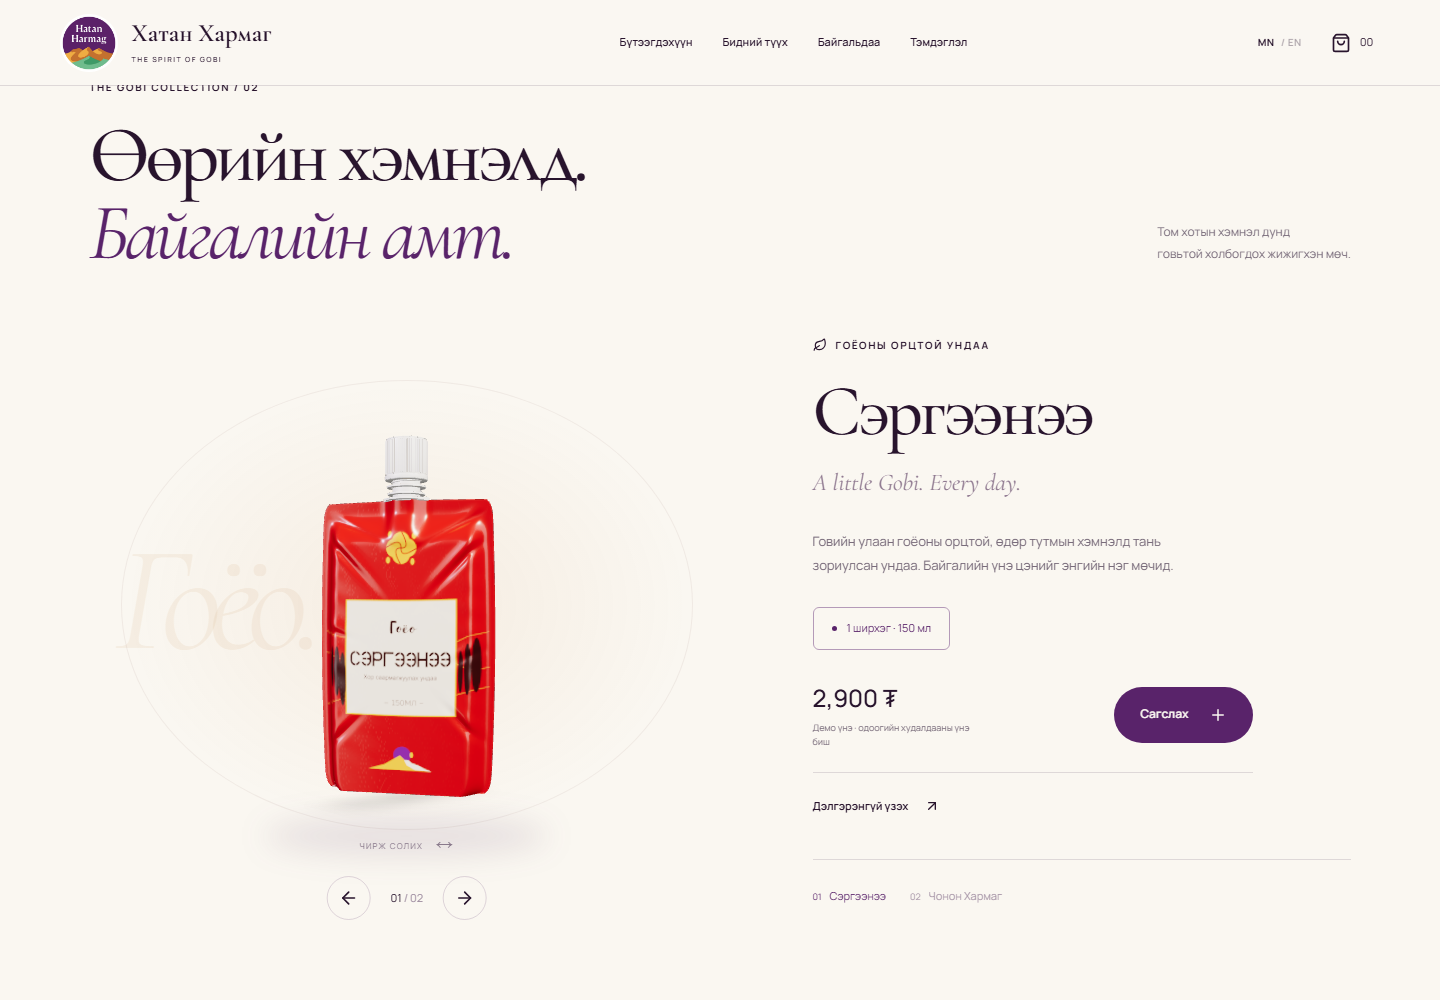 Hatan
Harmag
Хатан Хармаг
THE SPIRIT OF GOBI
Бүтээгдэхүүн
Бидний түүх
Байгальдаа
Тэмдэглэл
MN / EN
00
THE GOBI COLLECTION / 02
Өөрийн хэмнэлд.
Байгалийн амт.
Том хотын хэмнэл дунд
говьтой холбогдох жижигхэн мөч.
ГОЁОНЫ ОРЦТОЙ УНДАА
Сэргээнээ
A little Gobi. Every day.
Говийн улаан гоёоны орцтой, өдөр тутмын хэмнэлд тань
зориулсан ундаа. Байгалийн үнэ цэнийг энгийн нэг мөчид.
1 ширхэг · 150 мл
2,900 ₮
Демо үнэ · одоогийн худалдааны үнэ
биш
Сагслах
Дэлгэрэнгүй үзэх
01 Сэргээнээ
02 Чонон Хармаг
Гоёо.
Гоёо
СЭРГЭЭНЭЭ
ЧИРЖ СОЛИХ
01 / 02